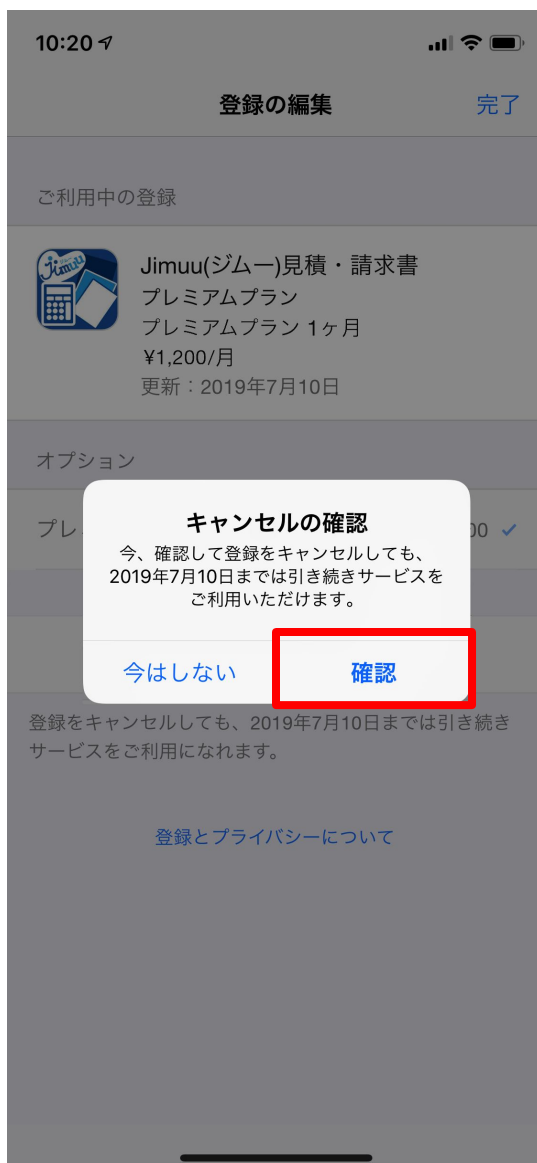 10:20
登録の編集
完了
ご利用中の登録
Jimuu
Jimuu(ジムー)見積・請求書
プレミアムプラン
プレミアムプラン 1ヶ月
¥1,200/月
更新：2019年7月10日
オプション
プレ
00
キャンセルの確認
今、確認して登録をキャンセルしても、
2019年7月10日までは引き続きサービスを
ご利用いただけます。
今はしない
確認
登録をキャンセルしても、2019年7月10日までは引き続き
サービスをご利用になれます。
登録とプライバシーについて